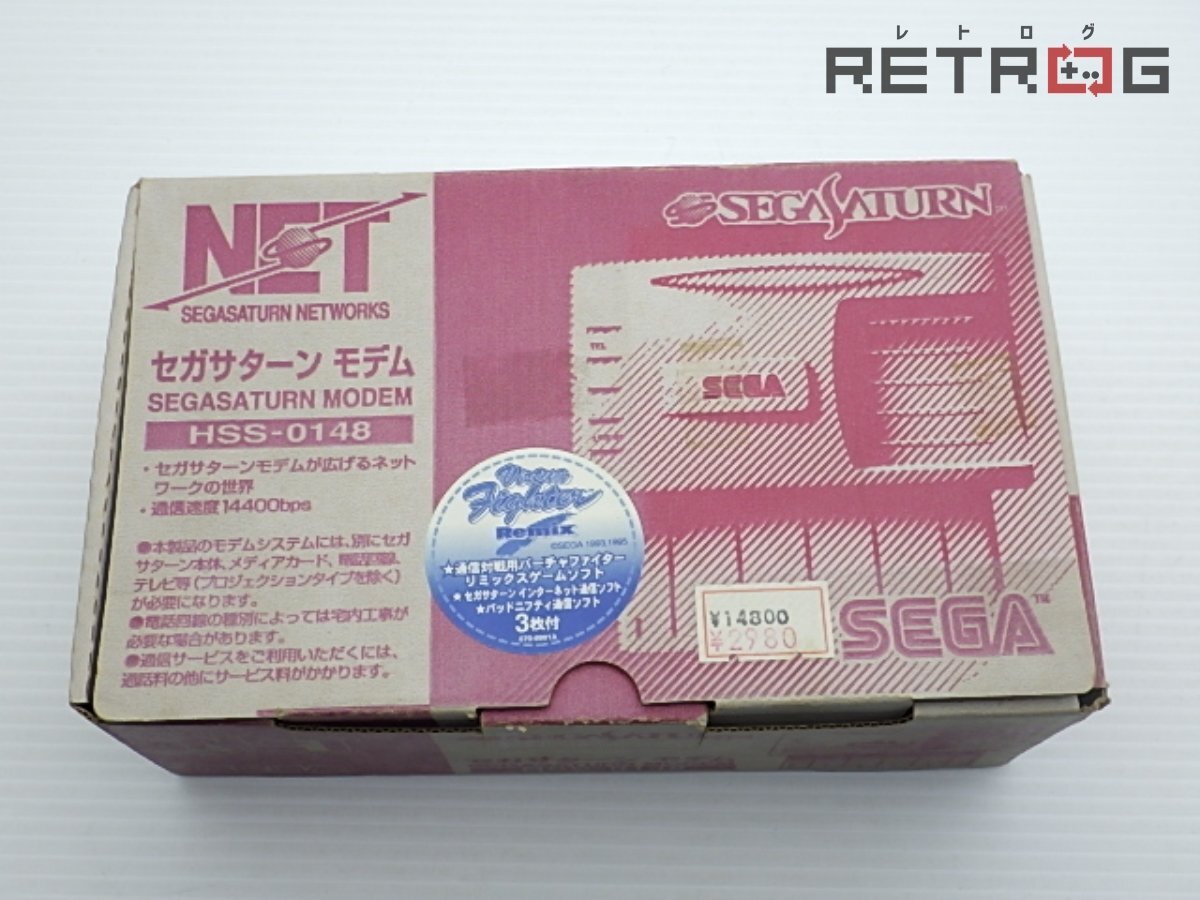 レトログ
RETROG
NET
SEGASATURN NETWORKS
セガサターン モデム
SEGASATURN MODEM
HSS-0148
・セガサターンモデムが広げるネット
ワークの世界
・通信速度14400bps
●本製品のモデムシステムには、別にセガ
サターン本体、メディアカード、電話回線、
テレビ等(プロジェクションタイプを除く)
が必要になります。
●電話回線の種別によっては宅内工事が
必要な場合があります。
●通信サービスをご利用いただくには、
通話料の他にサービス料がかかります。
SEGASATURN
TEL
SEGA
Virtua
Fighter
Remix
©SEGA 1993,1995
★通信対戦用バーチャファイター
リミックスゲームソフト
★セガサターン インターネット通信ソフト
★パッドニフティ通信ソフト
3枚付
¥14800
¥2980
SEGA™